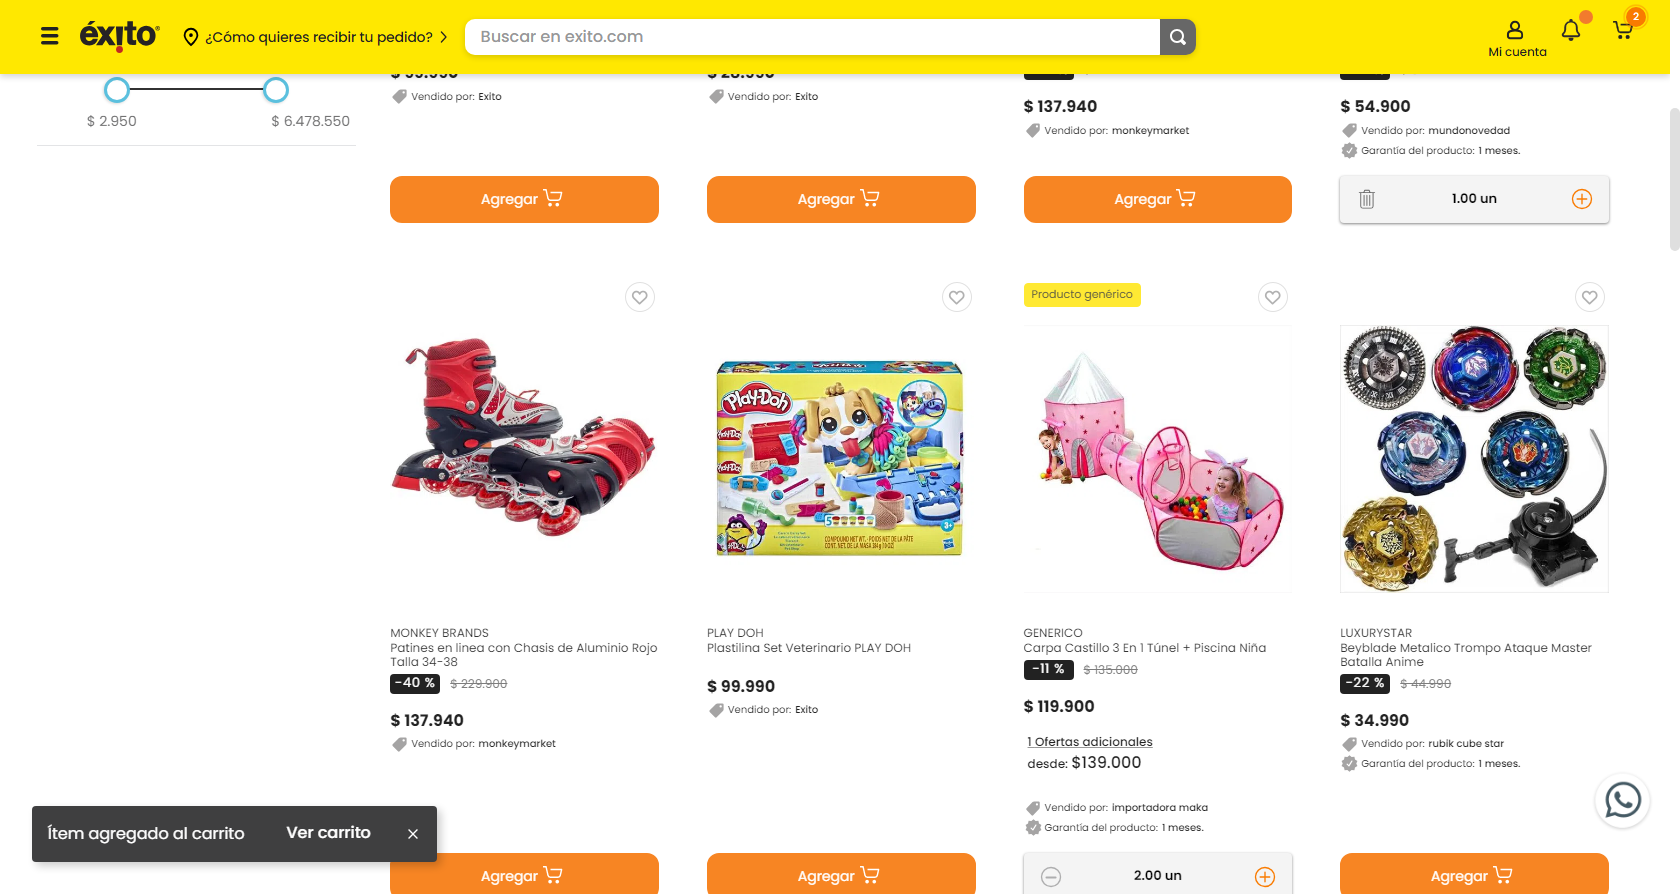 éxito
¿Cómo quieres recibir tu pedido?
Buscar en exito.com
Mi cuenta
2
$ 2.950
$ 6.478.550
Vendido por: Exito
Vendido por: Exito
$ 137.940
Vendido por: monkeymarket
$ 54.900
Vendido por: mundonovedad
Garantía del producto: 1 meses.
Agregar
Agregar
Agregar
1.00 un
Producto genérico
Play-Doh
MONKEY BRANDS
Patines en linea con Chasis de Aluminio Rojo
Talla 34-38
-40 %
$ 229.900
$ 137.940
Vendido por: monkeymarket
PLAY DOH
Plastilina Set Veterinario PLAY DOH
$ 99.990
Vendido por: Exito
GENERICO
Carpa Castillo 3 En 1 Túnel + Piscina Niña
-11 %
$ 135.000
$ 119.900
1 Ofertas adicionales
desde: $139.000
Vendido por: importadora maka
Garantía del producto: 1 meses.
LUXURYSTAR
Beyblade Metalico Trompo Ataque Master
Batalla Anime
-22 %
$ 44.990
$ 34.990
Vendido por: rubik cube star
Garantía del producto: 1 meses.
Ítem agregado al carrito
Ver carrito
Agregar
Agregar
2.00 un
Agregar